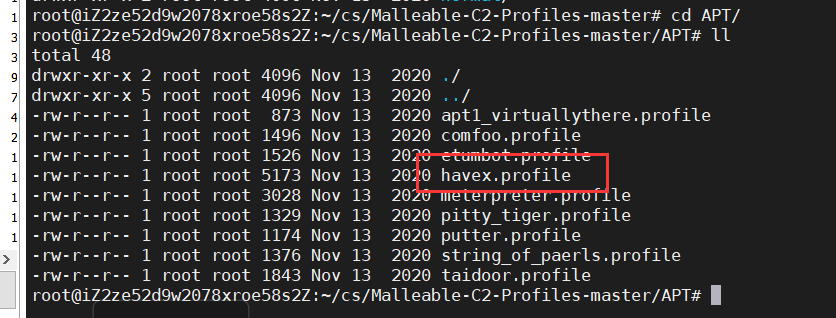 root@iZ2ze52d9w2078xroe58s2Z:~/cs/Malleable-C2-Profiles-master# cd APT/
root@iZ2ze52d9w2078xroe58s2Z:~/cs/Malleable-C2-Profiles-master/APT# ll
total 48
drwxr-xr-x 2 root root 4096 Nov 13  2020 ./
drwxr-xr-x 5 root root 4096 Nov 13  2020 ../
-rw-r--r-- 1 root root  873 Nov 13  2020 apt1_virtuallythere.profile
-rw-r--r-- 1 root root 1496 Nov 13  2020 comfoo.profile
-rw-r--r-- 1 root root 1526 Nov 13  2020 etumbot.profile
-rw-r--r-- 1 root root 5173 Nov 13  2020 havex.profile
-rw-r--r-- 1 root root 3028 Nov 13  2020 meterpreter.profile
-rw-r--r-- 1 root root 1329 Nov 13  2020 pitty_tiger.profile
-rw-r--r-- 1 root root 1174 Nov 13  2020 putter.profile
-rw-r--r-- 1 root root 1376 Nov 13  2020 string_of_paerls.profile
-rw-r--r-- 1 root root 1843 Nov 13  2020 taidoor.profile
root@iZ2ze52d9w2078xroe58s2Z:~/cs/Malleable-C2-Profiles-master/APT#